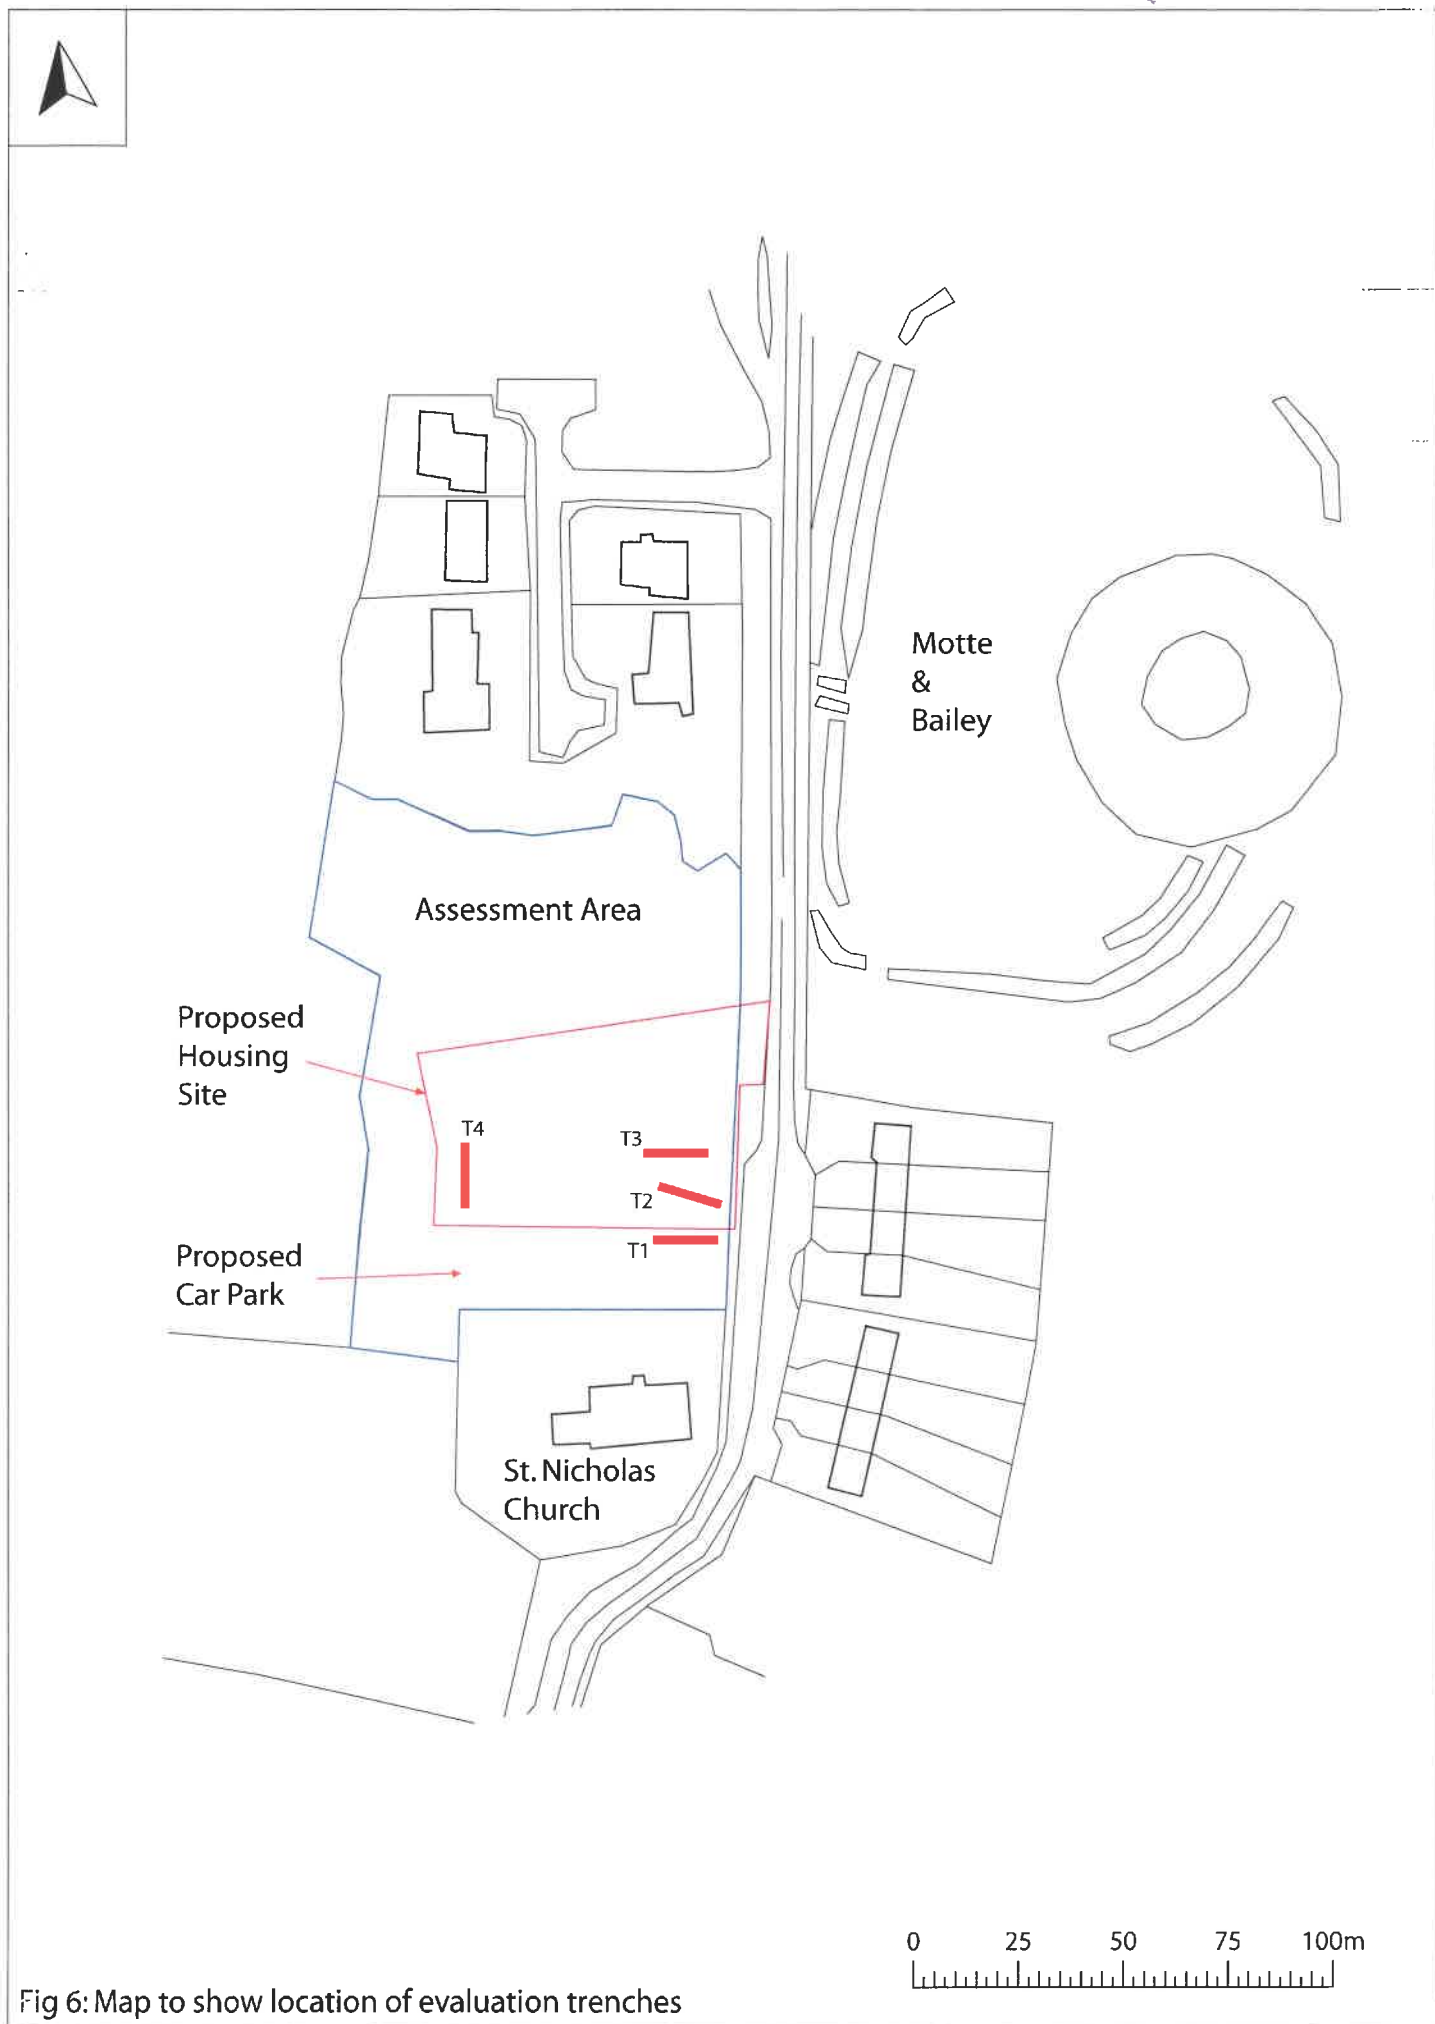 Motte
&
Bailey
Assessment Area
Proposed
Housing
Site
T4
T3
T2
T1
Proposed
Car Park
St. Nicholas
Church
0 25 50 75 100m
Fig 6: Map to show location of evaluation trenches